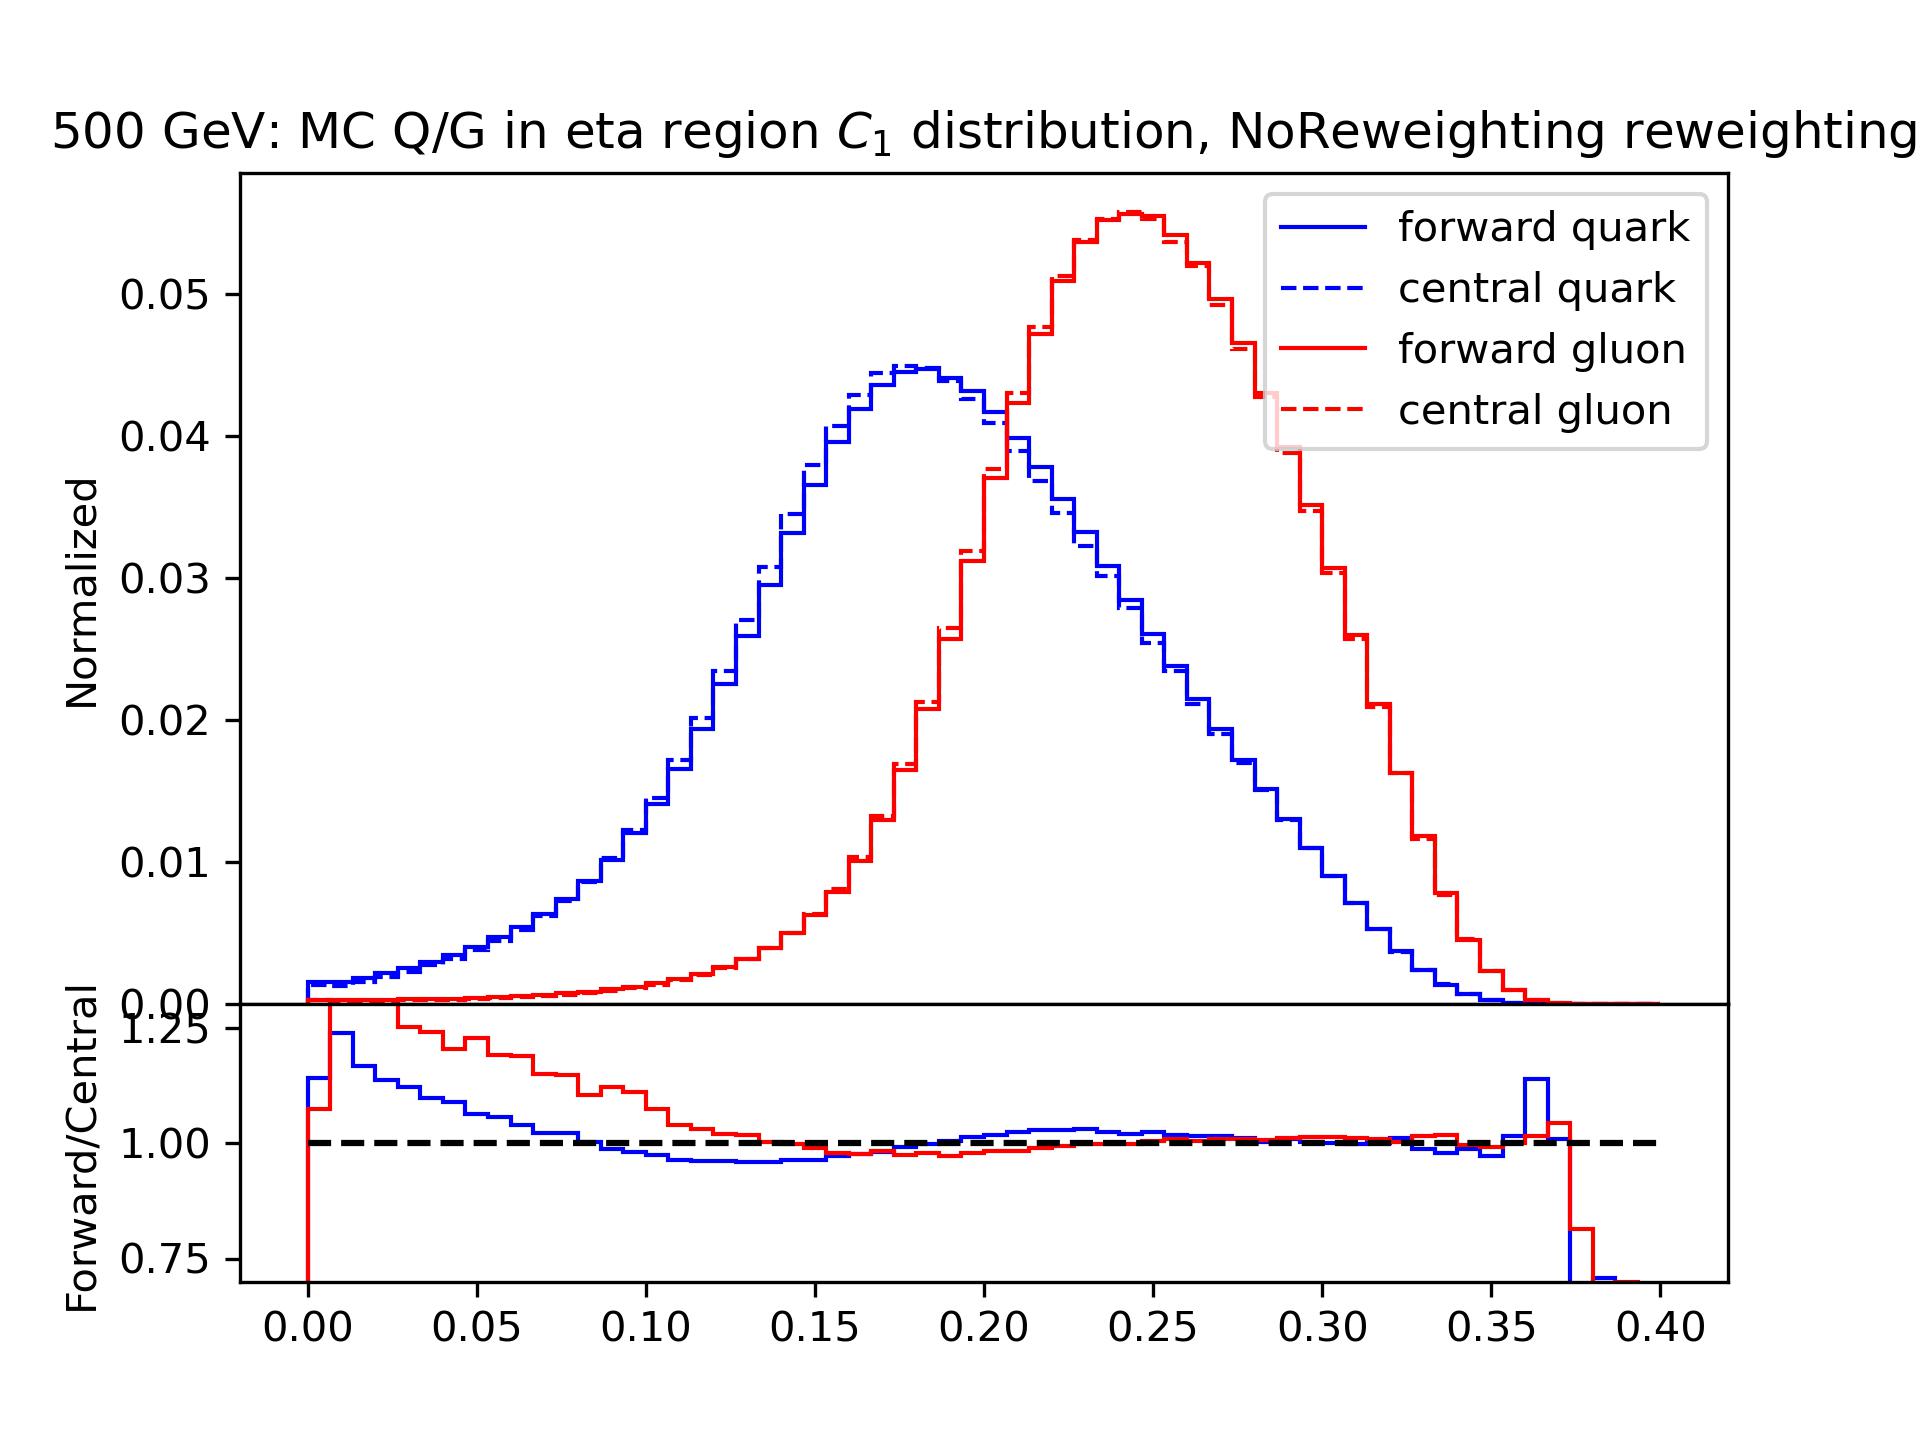 500 GeV: MC Q/G in eta region C₁ distribution, NoReweighting reweighting
forward quark
central quark
forward gluon
central gluon
Normalized
0.05
0.04
0.03
0.02
0.01
0.00
Forward/Central
1.25
1.00
0.75
0.00 0.05 0.10 0.15 0.20 0.25 0.30 0.35 0.40